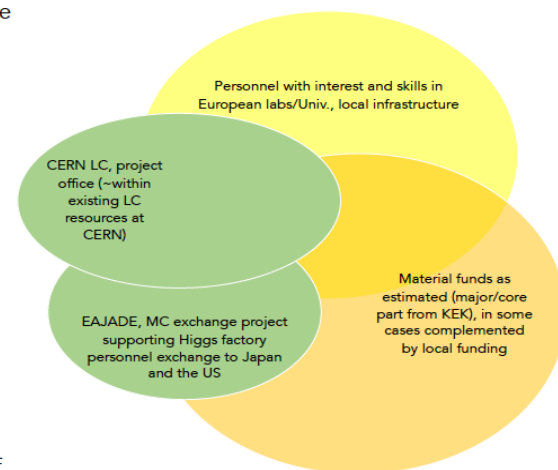 e
Personnel with interest and skills in
European labs/Univ., local infrastructure
CERN LC, project
office (~within
existing LC
resources at
CERN)
Material funds as
estimated (major/core
part from KEK), in some
cases complemented
by local funding
EAJADE, MC exchange project
supporting Higgs factory
personnel exchange to Japan
and the US